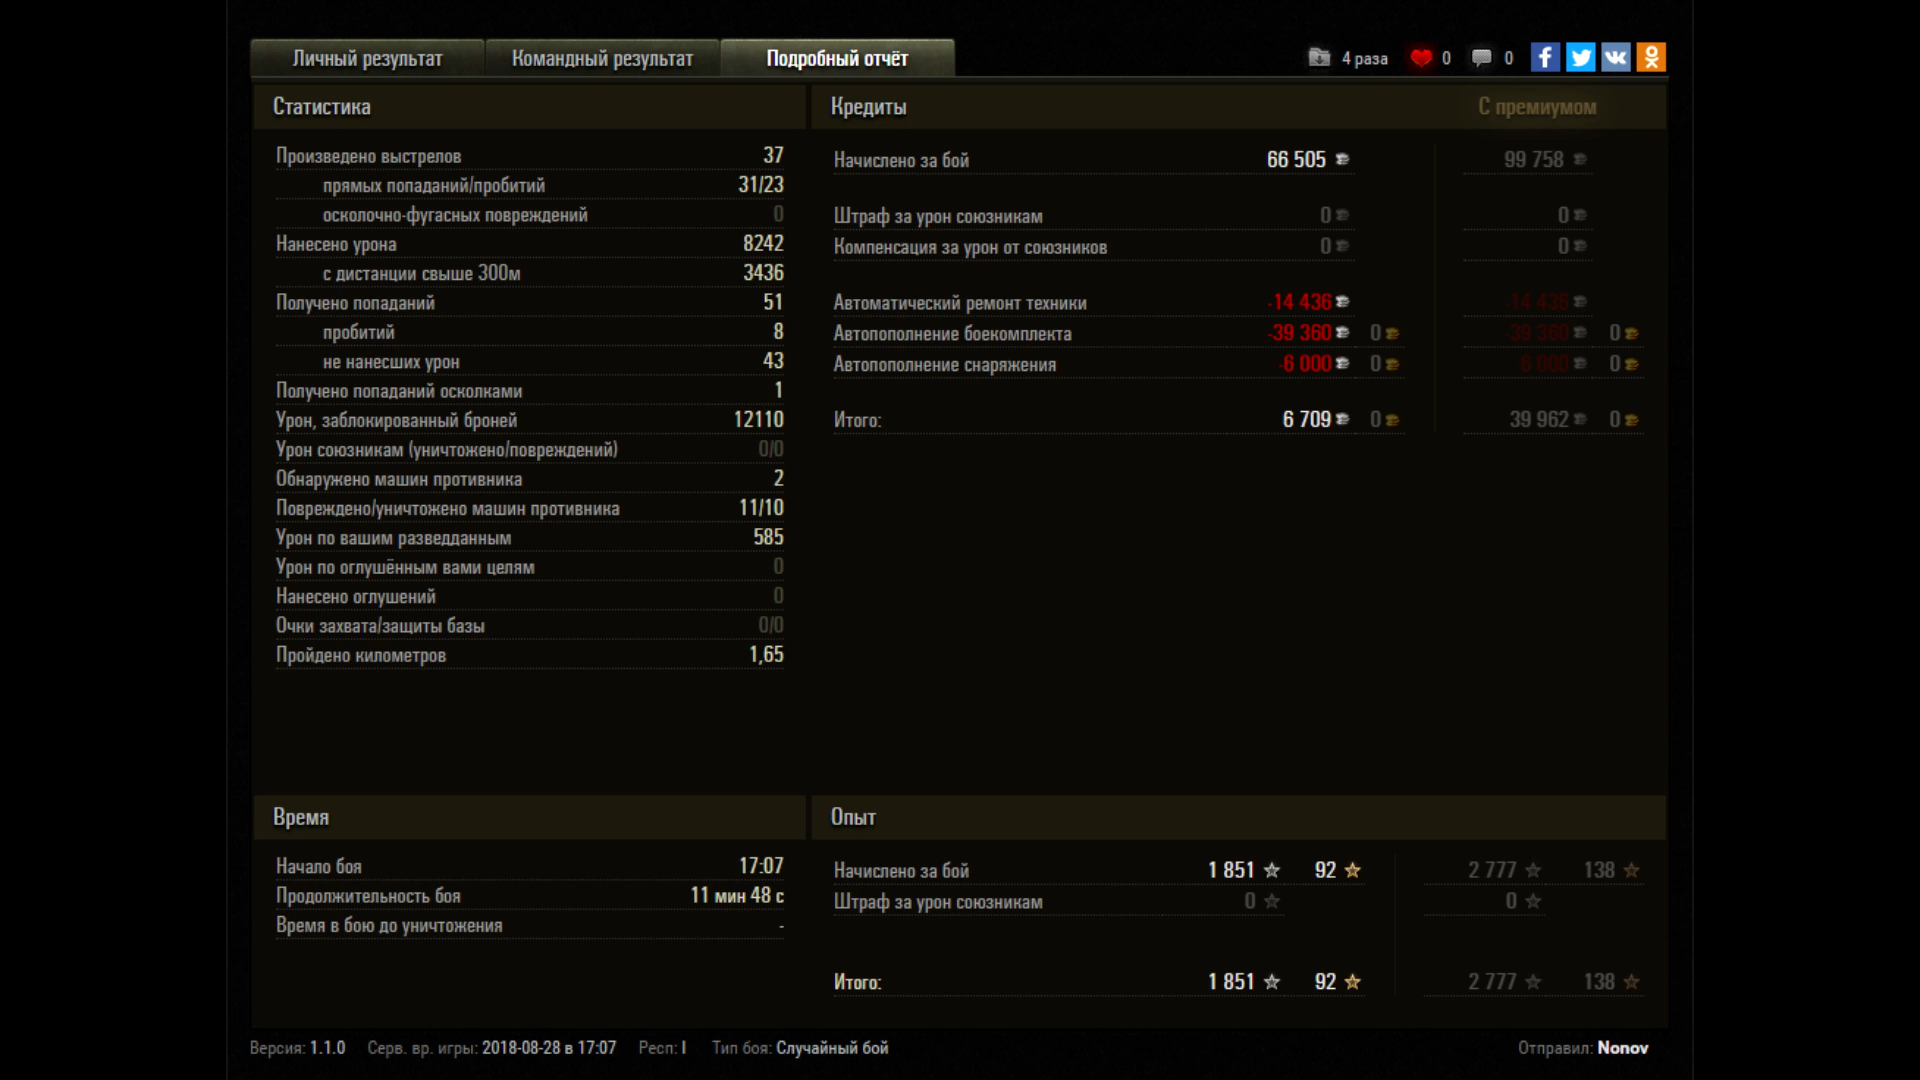 Личный результат Командный результат Подробный отчёт 4 раза 0 0
Статистика
Произведено выстрелов 37
прямых попаданий/пробитий 31/23
осколочно-фугасных повреждений 0
Нанесено урона 8242
с дистанции свыше 300м 3436
Получено попаданий 51
пробитий 8
не нанесших урон 43
Получено попаданий осколками 1
Урон, заблокированный броней 12110
Урон союзникам (уничтожено/повреждений) 0/0
Обнаружено машин противника 2
Повреждено/уничтожено машин противника 11/10
Урон по вашим разведданным 585
Урон по оглушённым вами целям 0
Нанесено оглушений 0
Очки захвата/защиты базы 0/0
Пройдено километров 1,65
Кредиты С премиумом
Начислено за бой 66 505 99 758
Штраф за урон союзникам 0 0
Компенсация за урон от союзников 0 0
Автоматический ремонт техники -14 436 -14 436
Автопополнение боекомплекта -39 360 0 -39 360 0
Автопополнение снаряжения -6 000 0 -6 000 0
Итого: 6 709 0 39 962 0
Время
Начало боя 17:07
Продолжительность боя 11 мин 48 с
Время в бою до уничтожения -
Опыт
Начислено за бой 1 851 92 2 777 138
Штраф за урон союзникам 0 0
Итого: 1 851 92 2 777 138
Версия: 1.1.0 Серв. вр. игры: 2018-08-28 в 17:07 Респ: I Тип боя: Случайный бой Отправил: Nonov